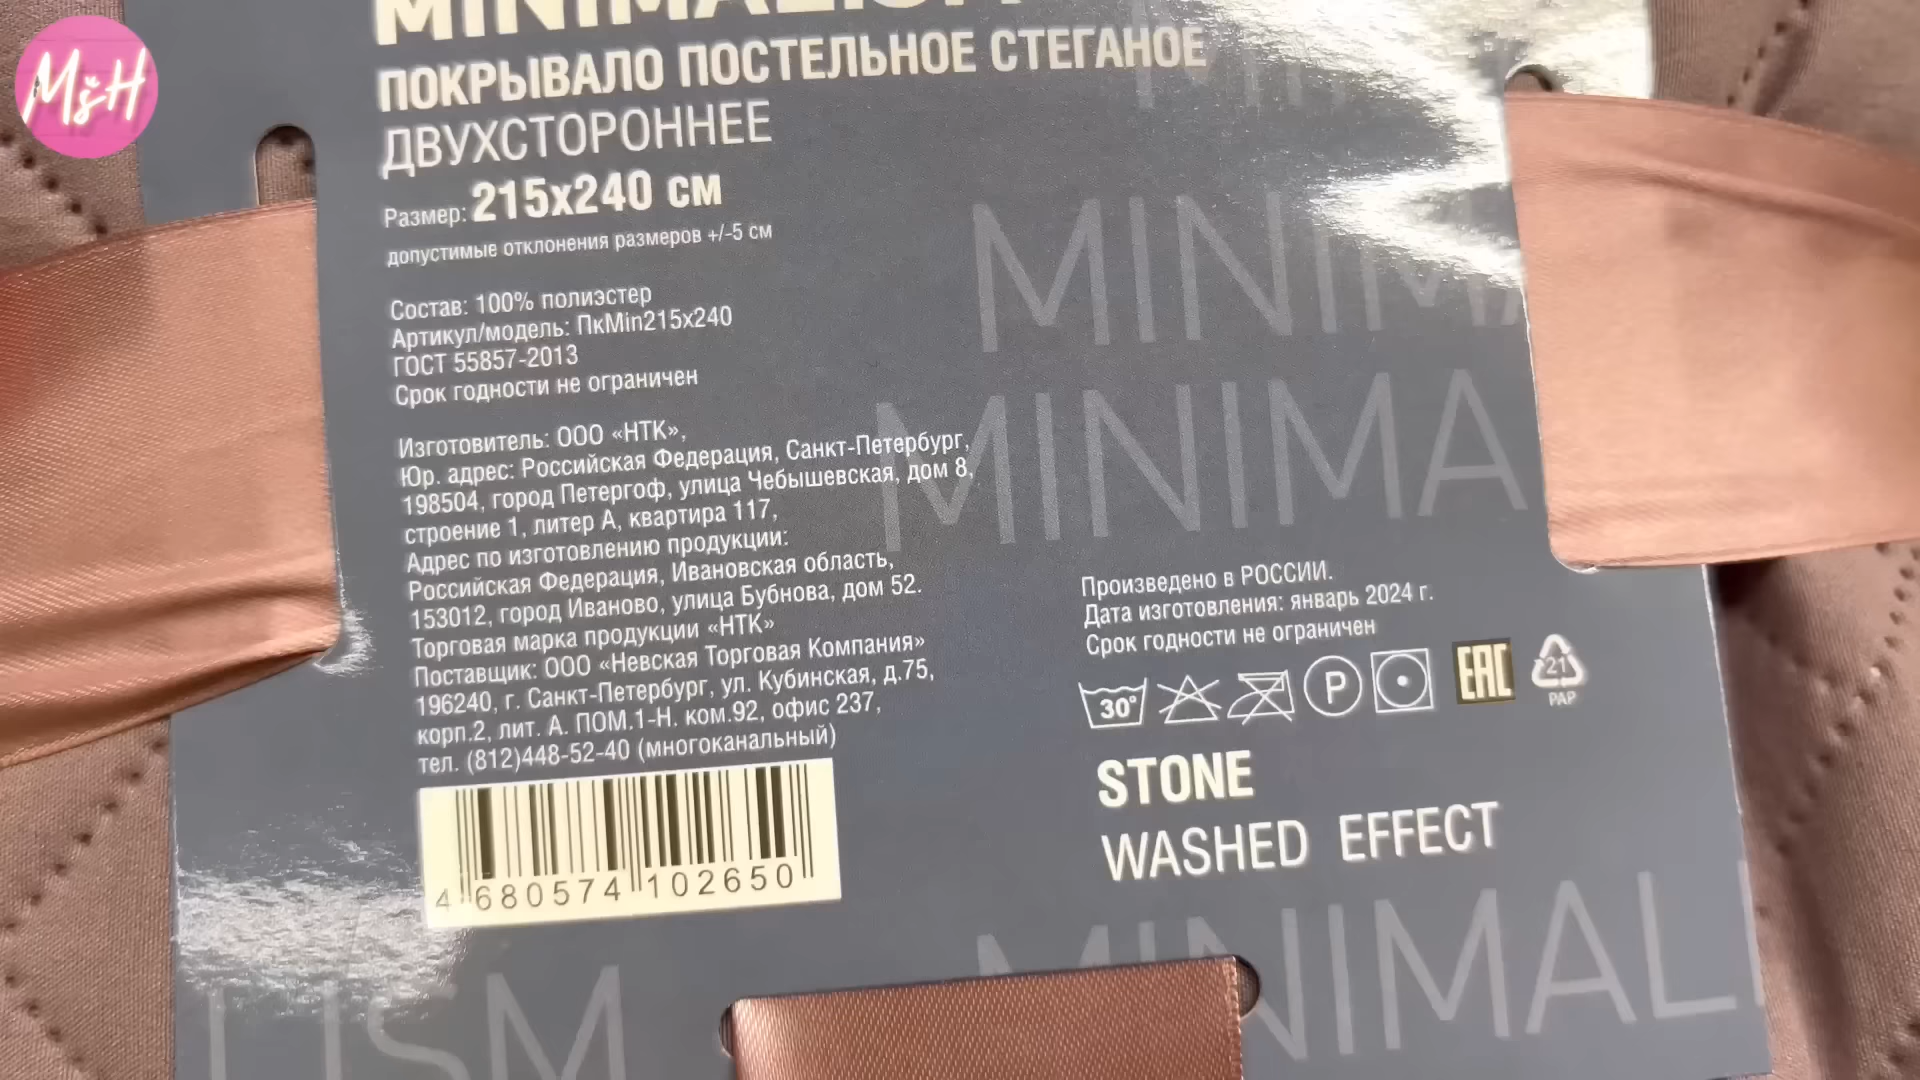 MšH
ПОКРЫВАЛО ПОСТЕЛЬНОЕ СТЕГАНОЕ
ДВУХСТОРОННЕЕ
Размер: 215x240 см
допустимые отклонения размеров +/-5 см
Состав: 100% полиэстер
Артикул/модель: ПкMin215x240
ГОСТ 55857-2013
Срок годности не ограничен
Изготовитель: ООО «НТК»,
Юр. адрес: Российская Федерация, Санкт-Петербург,
198504, город Петергоф, улица Чебышевская, дом 8,
строение 1, литер А, квартира 117,
Адрес по изготовлению продукции:
Российская Федерация, Ивановская область,
153012, город Иваново, улица Бубнова, дом 52.
Торговая марка продукции «НТК»
Поставщик: ООО «Невская Торговая Компания»
196240, г. Санкт-Петербург, ул. Кубинская, д.75,
корп.2, лит. А. ПОМ.1-Н. ком.92, офис 237,
тел. (812)448-52-40 (многоканальный)
4 680574 102650
MINIMA
MINIMA
Произведено в РОССИИ.
Дата изготовления: январь 2024 г.
Срок годности не ограничен
30° P EAC 21
PAP
STONE
WASHED EFFECT
MINIMAL
LISM